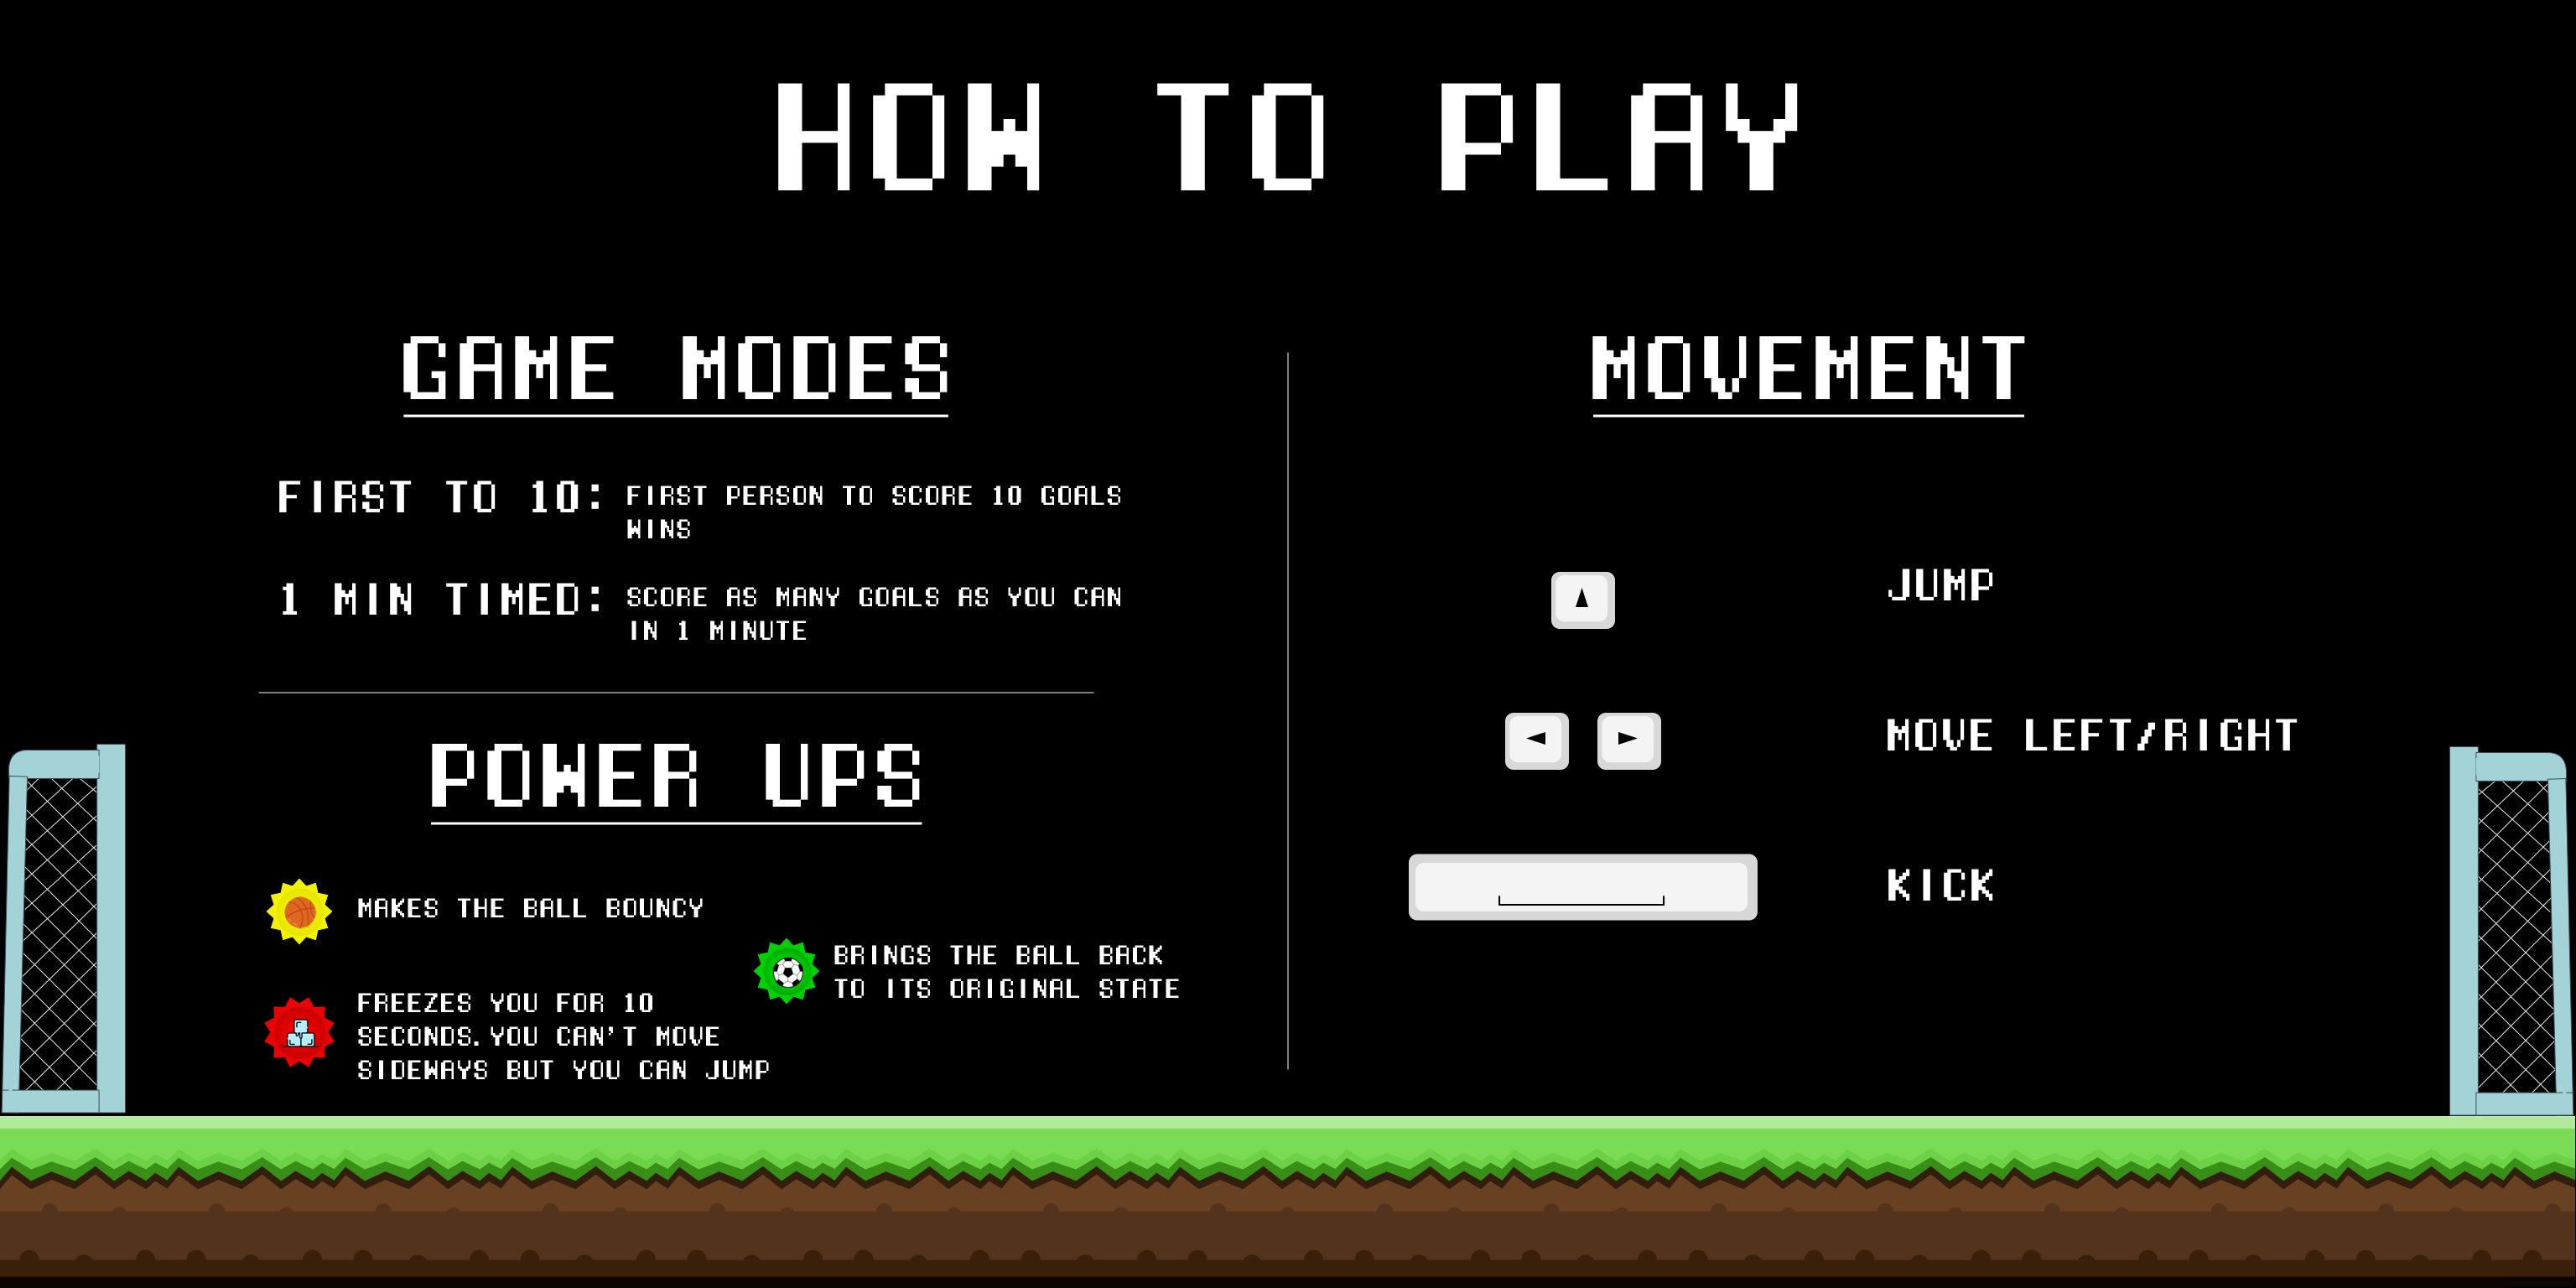 HOW TO PLAY
GAME MODES
FIRST TO 10: FIRST PERSON TO SCORE 10 GOALS
WINS
1 MIN TIMED: SCORE AS MANY GOALS AS YOU CAN
IN 1 MINUTE
POWER UPS
MAKES THE BALL BOUNCY
BRINGS THE BALL BACK
TO ITS ORIGINAL STATE
FREEZES YOU FOR 10
SECONDS.YOU CAN'T MOVE
SIDEWAYS BUT YOU CAN JUMP
MOVEMENT
JUMP
MOVE LEFT/RIGHT
KICK